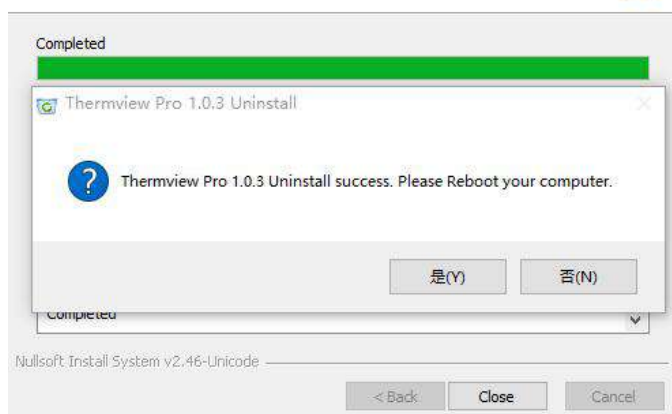 Completed
Thermview Pro 1.0.3 Uninstall
Thermview Pro 1.0.3 Uninstall success. Please Reboot your computer.
是(Y)
否(N)
Completed
Nullsoft Install System v2.46-Unicode
< Back
Close
Cancel